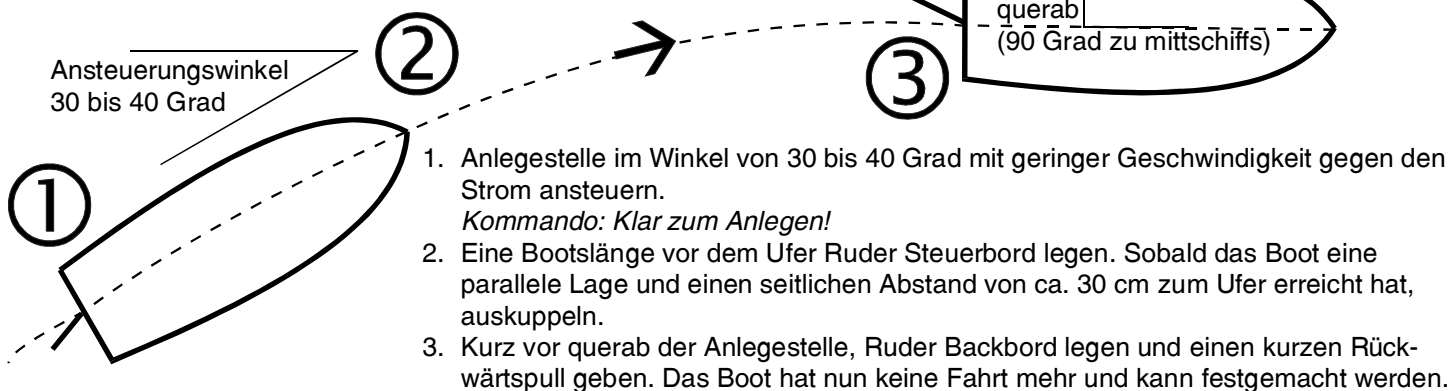 querab
(90 Grad zu mittschiffs)
Ansteuerungswinkel
30 bis 40 Grad
2
3
1
1. Anlegestelle im Winkel von 30 bis 40 Grad mit geringer Geschwindigkeit gegen den
Strom ansteuern.
Kommando: Klar zum Anlegen!
2. Eine Bootslänge vor dem Ufer Ruder Steuerbord legen. Sobald das Boot eine
parallele Lage und einen seitlichen Abstand von ca. 30 cm zum Ufer erreicht hat,
auskuppeln.
3. Kurz vor querab der Anlegestelle, Ruder Backbord legen und einen kurzen Rück-
wärtspull geben. Das Boot hat nun keine Fahrt mehr und kann festgemacht werden.